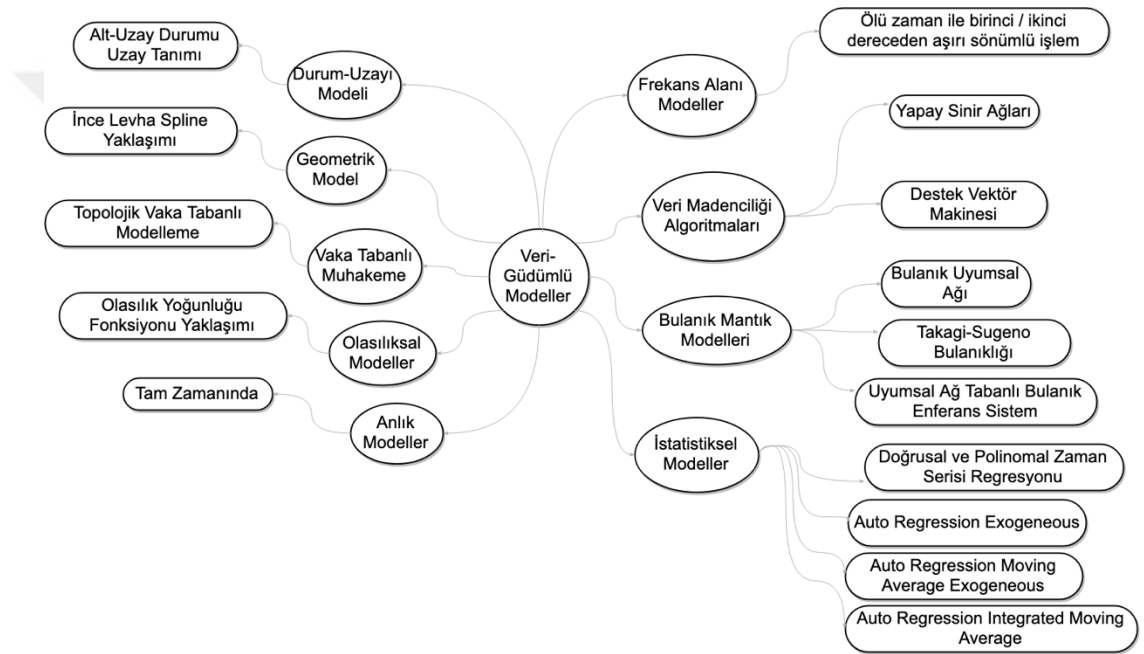 Alt-Uzay Durumu
Uzay Tanımı
Durum-Uzayı
Modeli
İnce Levha Spline
Yaklaşımı
Geometrik
Model
Topolojik Vaka Tabanlı
Modelleme
Vaka Tabanlı
Muhakeme
Olasılık Yoğunluğu
Fonksiyonu Yaklaşımı
Olasılıksal
Modeller
Tam Zamanında
Anlık
Modeller
Veri-
Güdümlü
Modeller
Frekans Alanı
Modeller
Ölü zaman ile birinci / ikinci
dereceden aşırı sönümlü işlem
Veri Madenciliği
Algoritmaları
Yapay Sinir Ağları
Destek Vektör
Makinesi
Bulanık Mantık
Modelleri
Bulanık Uyumsal
Ağı
Takagi-Sugeno
Bulanıklığı
Uyumsal Ağ Tabanlı Bulanık
Enferans Sistem
İstatistiksel
Modeller
Doğrusal ve Polinomal Zaman
Serisi Regresyonu
Auto Regression Exogeneous
Auto Regression Moving
Average Exogeneous
Auto Regression Integrated Moving
Average